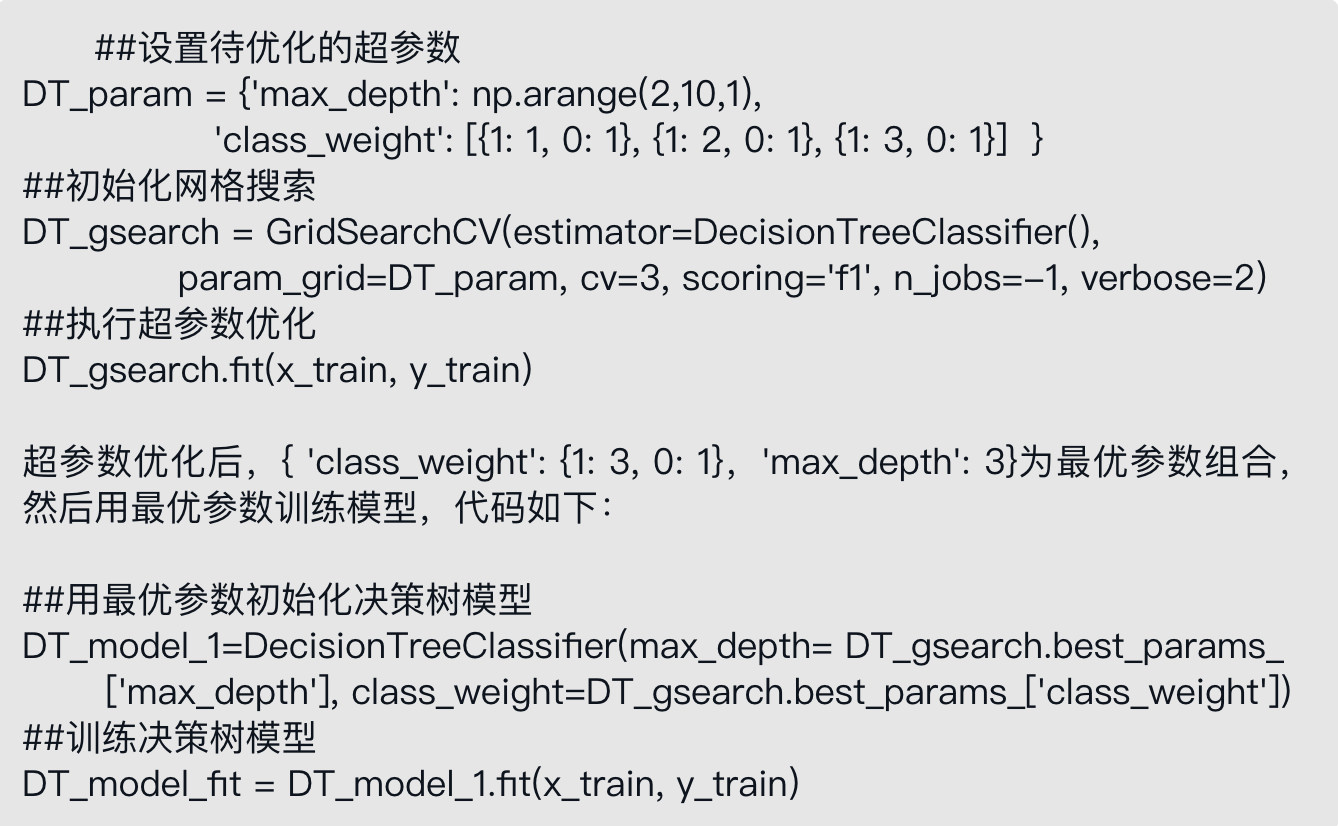 ##设置待优化的超参数
DT_param = {'max_depth': np.arange(2,10,1),
'class_weight': [{1: 1, 0: 1}, {1: 2, 0: 1}, {1: 3, 0: 1}]  }
##初始化网格搜索
DT_gsearch = GridSearchCV(estimator=DecisionTreeClassifier(),
param_grid=DT_param, cv=3, scoring='f1', n_jobs=–1, verbose=2)
##执行超参数优化
DT_gsearch.fit(x_train, y_train)
超参数优化后，{ 'class_weight': {1: 3, 0: 1}，'max_depth': 3}为最优参数组合，
然后用最优参数训练模型，代码如下：
##用最优参数初始化决策树模型
DT_model_1=DecisionTreeClassifier(max_depth= DT_gsearch.best_params_
['max_depth'], class_weight=DT_gsearch.best_params_['class_weight'])
##训练决策树模型
DT_model_fit = DT_model_1.fit(x_train, y_train)